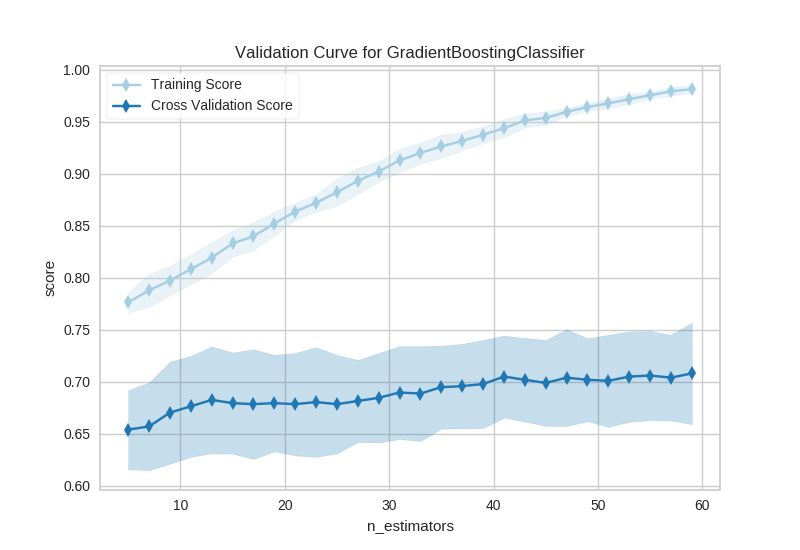 Validation Curve for GradientBoostingClassifier
1.00
Training Score
Cross Validation Score
0.95
0.90
0.85
0.80
score
0.75
0.70
0.65
0.60
10 20 30 40 50 60
n_estimators